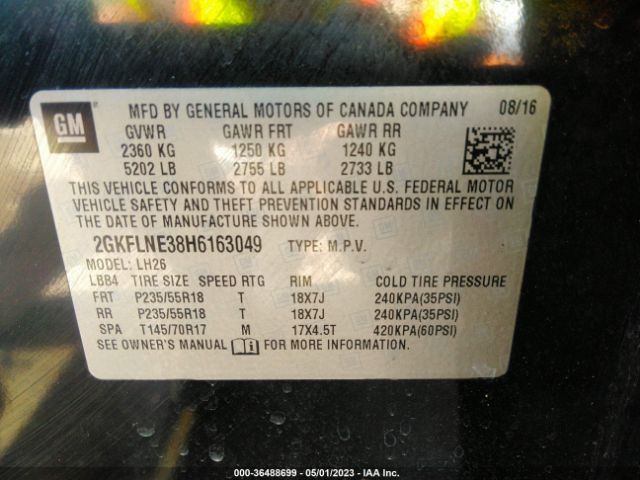 GM
MFD BY GENERAL MOTORS OF CANADA COMPANY 08/16
GVWR GAWR FRT GAWR RR
2360 KG 1250 KG 1240 KG
5202 LB 2755 LB 2733 LB
THIS VEHICLE CONFORMS TO ALL APPLICABLE U.S. FEDERAL MOTOR
VEHICLE SAFETY AND THEFT PREVENTION STANDARDS IN EFFECT ON
THE DATE OF MANUFACTURE SHOWN ABOVE.
2GKFLNE38H6163049 TYPE: M.P.V.
MODEL: LH26
LBB4 TIRE SIZE SPEED RTG RIM COLD TIRE PRESSURE
FRT P235/55R18 T 18X7J 240KPA(35PSI)
RR P235/55R18 T 18X7J 240KPA(35PSI)
SPA T145/70R17 M 17X4.5T 420KPA(60PSI)
SEE OWNER'S MANUAL FOR MORE INFORMATION.
000-36488699 - 05/01/2023 - IAA Inc.